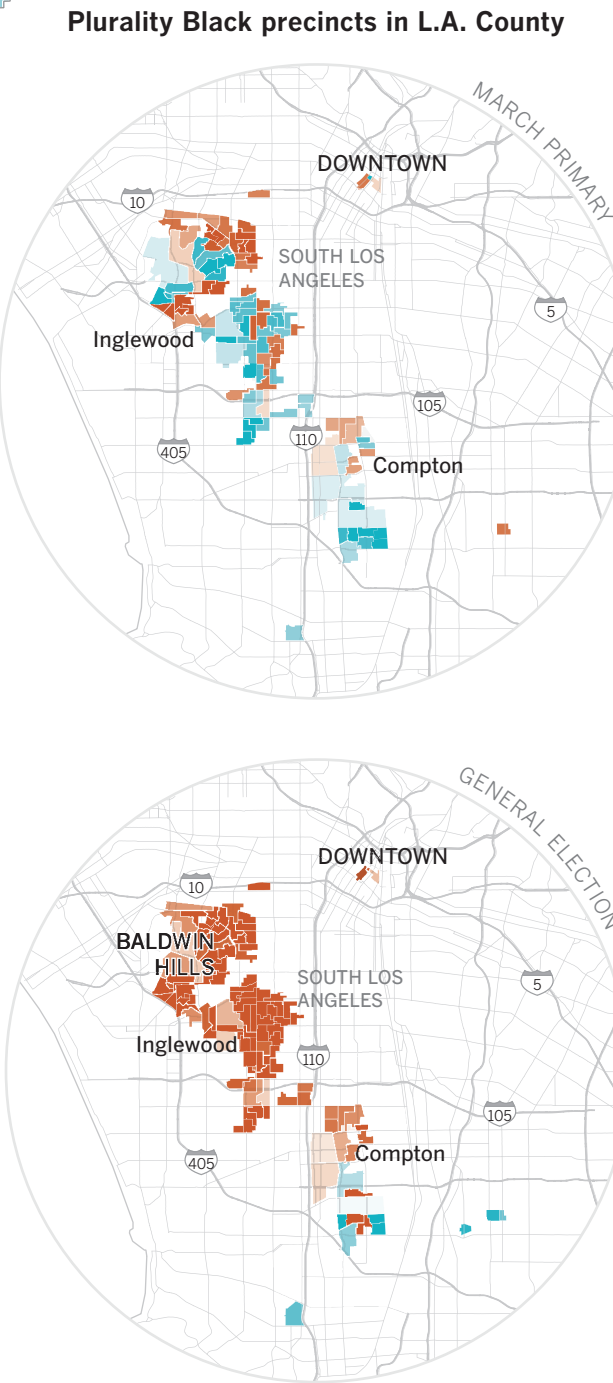 Plurality Black precincts in L.A. County
MARCH PRIMARY
DOWNTOWN
10
SOUTH LOS
ANGELES
5
Inglewood
105
110
405
Compton
GENERAL ELECTION
DOWNTOWN
10
BALDWIN
HILLS
SOUTH LOS
ANGELES
5
Inglewood
110
105
Compton
405